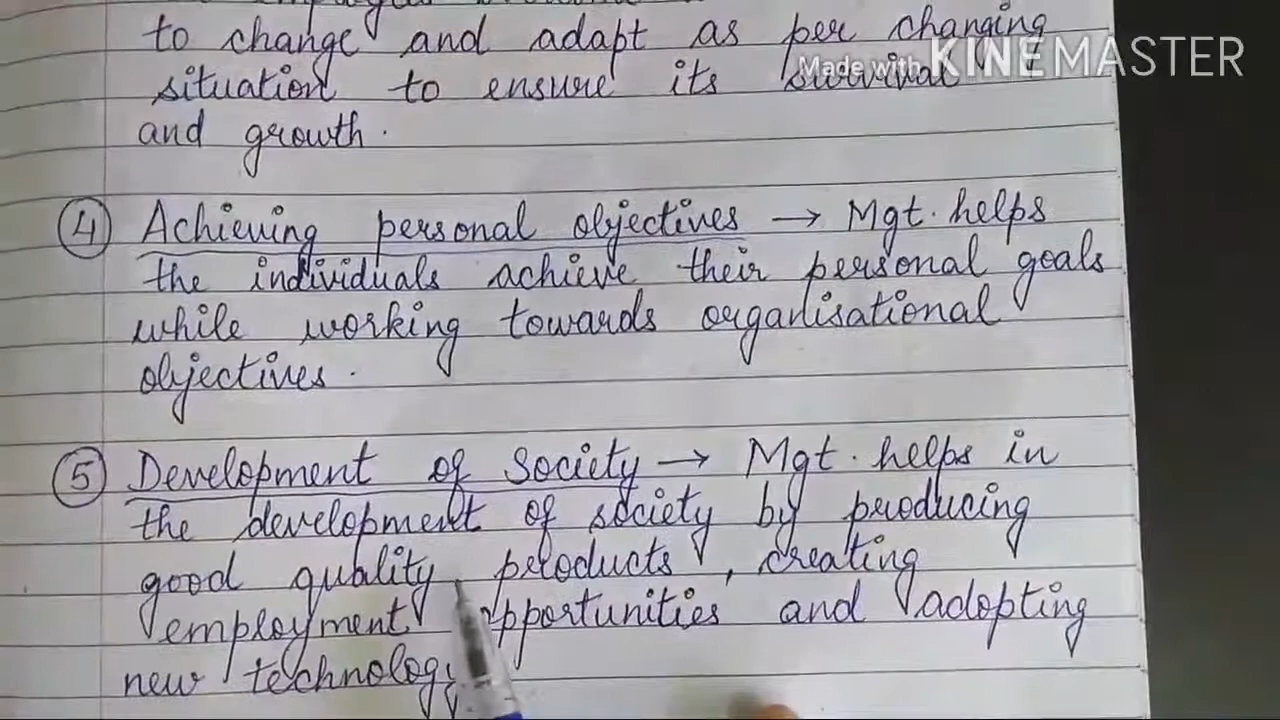 to change and adapt as per changing
Made with KINEMASTER
situation to ensure its survival
and growth.
4 Achieving personal objectives → Mgt. helps
the individuals achieve their personal goals
while working towards organisational
objectives.
5 Development of Society → Mgt. helps in
the development of society by producing
good quality products, creating
employment opportunities and adopting
new technology